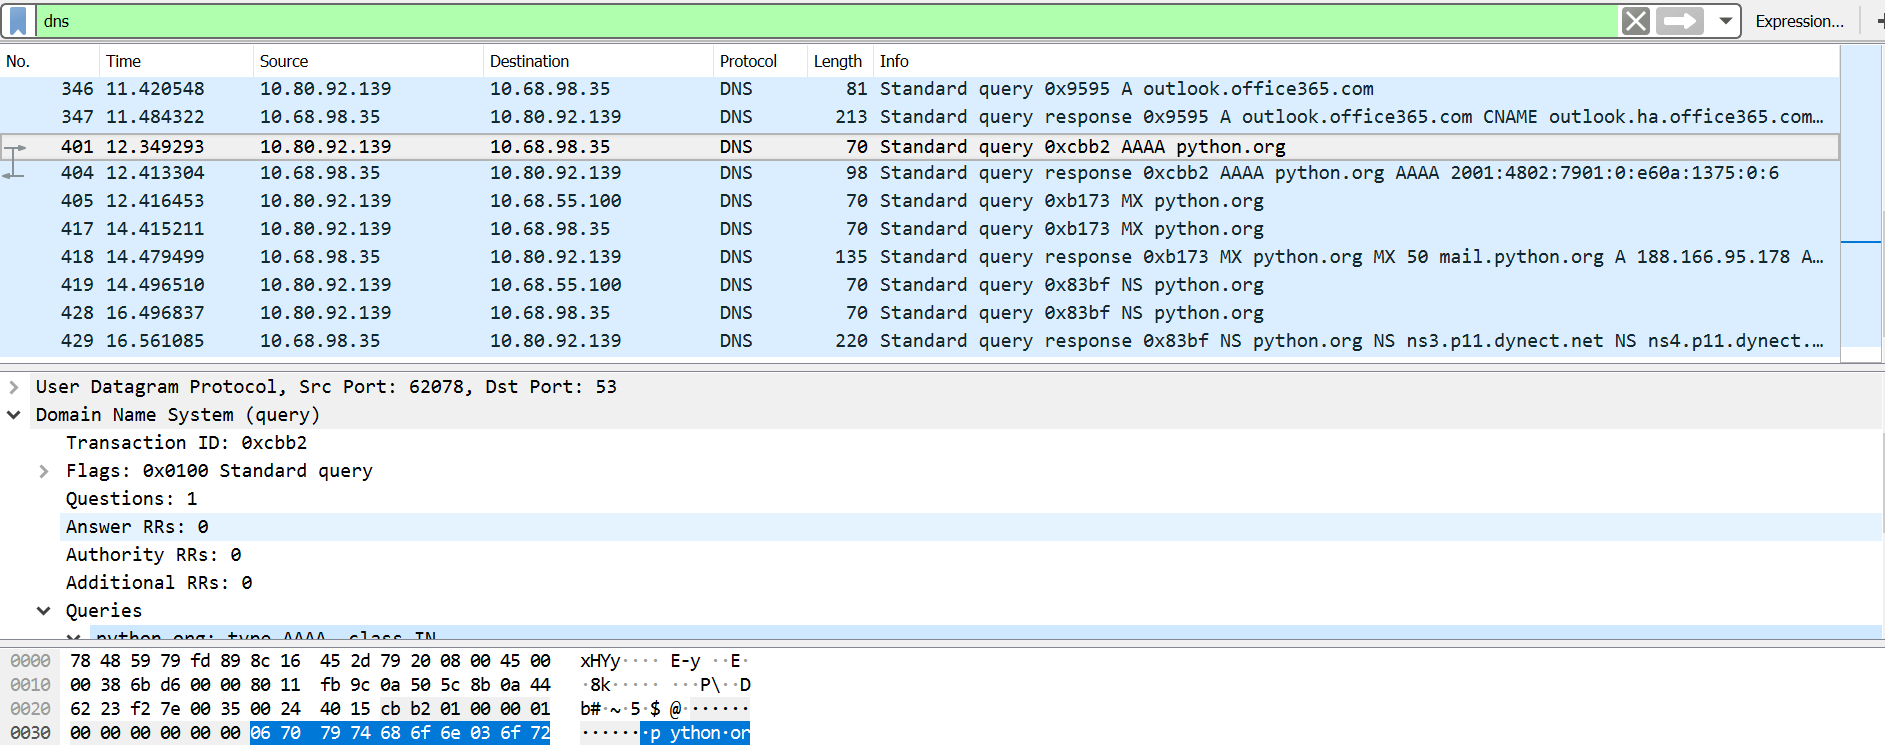 dns Expression... +
No. Time Source Destination Protocol Length Info
346 11.420548 10.80.92.139 10.68.98.35 DNS 81 Standard query 0x9595 A outlook.office365.com
347 11.484322 10.68.98.35 10.80.92.139 DNS 213 Standard query response 0x9595 A outlook.office365.com CNAME outlook.ha.office365.com…
401 12.349293 10.80.92.139 10.68.98.35 DNS 70 Standard query 0xcbb2 AAAA python.org
404 12.413304 10.68.98.35 10.80.92.139 DNS 98 Standard query response 0xcbb2 AAAA python.org AAAA 2001:4802:7901:0:e60a:1375:0:6
405 12.416453 10.80.92.139 10.68.55.100 DNS 70 Standard query 0xb173 MX python.org
417 14.415211 10.80.92.139 10.68.98.35 DNS 70 Standard query 0xb173 MX python.org
418 14.479499 10.68.98.35 10.80.92.139 DNS 135 Standard query response 0xb173 MX python.org MX 50 mail.python.org A 188.166.95.178 A…
419 14.496510 10.80.92.139 10.68.55.100 DNS 70 Standard query 0x83bf NS python.org
428 16.496837 10.80.92.139 10.68.98.35 DNS 70 Standard query 0x83bf NS python.org
429 16.561085 10.68.98.35 10.80.92.139 DNS 220 Standard query response 0x83bf NS python.org NS ns3.p11.dynect.net NS ns4.p11.dynect.…
User Datagram Protocol, Src Port: 62078, Dst Port: 53
Domain Name System (query)
Transaction ID: 0xcbb2
Flags: 0x0100 Standard query
Questions: 1
Answer RRs: 0
Authority RRs: 0
Additional RRs: 0
Queries
python.org: type AAAA, class IN
0000 78 48 59 79 fd 89 8c 16 45 2d 79 20 08 00 45 00 xHYy···· E-y ··E·
0010 00 38 6b d6 00 00 80 11 fb 9c 0a 50 5c 8b 0a 44 ·8k····· ···P\··D
0020 62 23 f2 7e 00 35 00 24 40 15 cb b2 01 00 00 01 b#·~·5·$ @·······
0030 00 00 00 00 00 00 06 70 79 74 68 6f 6e 03 6f 72 ·······p ython·or